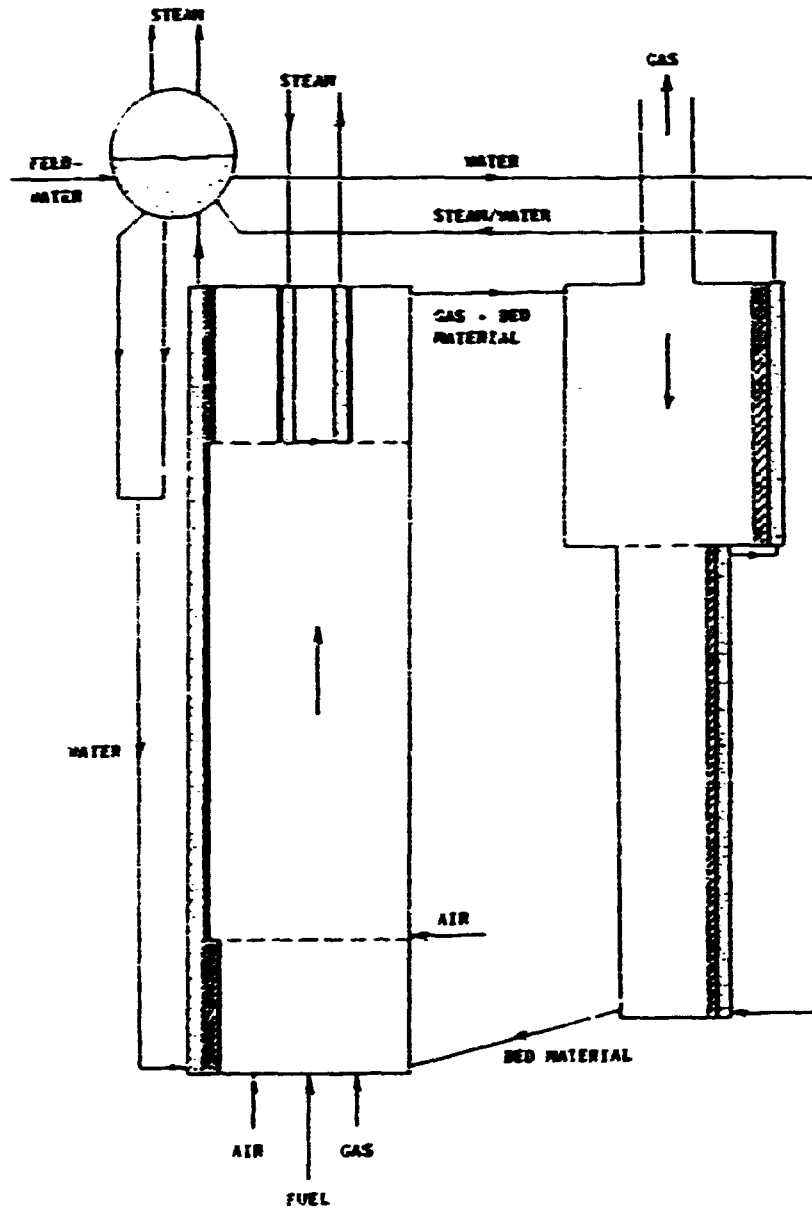 STEAM
STEAM
GAS
FEED-
WATER
WATER
STEAM/WATER
GAS + BED
MATERIAL
WATER
AIR
BED MATERIAL
AIR
GAS
FUEL